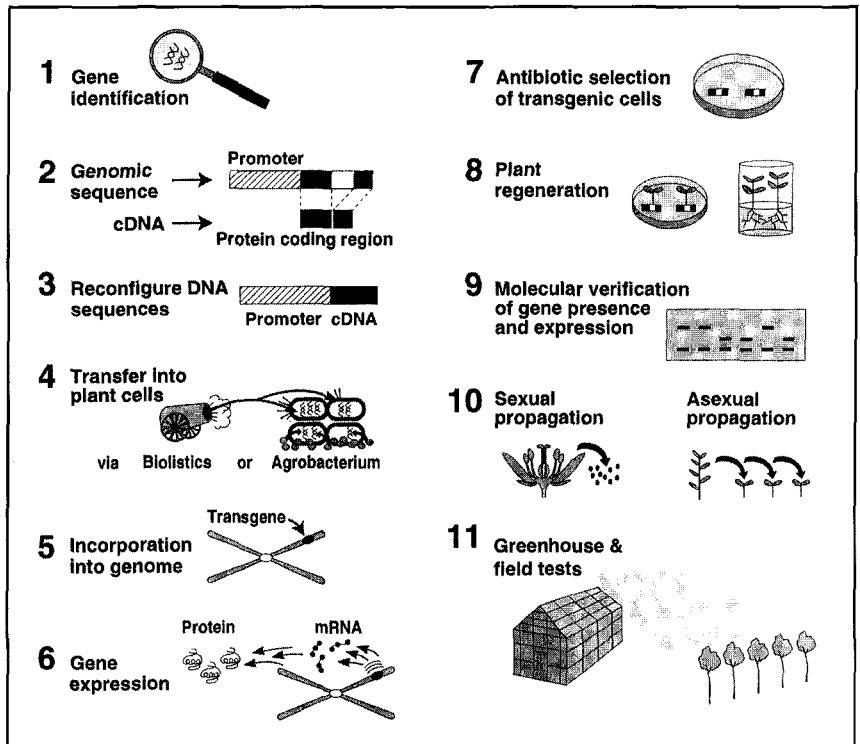 1 Gene
identification
2 Genomic
sequence
Promoter
cDNA
Protein coding region
3 Reconfigure DNA
sequences
Promoter cDNA
4 Transfer into
plant cells
via Biolistics or Agrobacterium
5 Incorporation
into genome
Transgene
6 Gene
expression
Protein
mRNA
7 Antibiotic selection
of transgenic cells
8 Plant
regeneration
9 Molecular verification
of gene presence
and expression
10 Sexual
propagation
Asexual
propagation
11 Greenhouse &
field tests